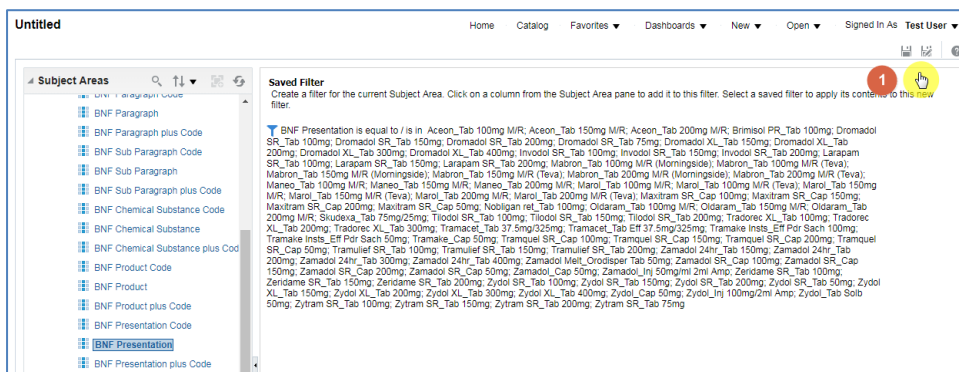 Untitled
Home Catalog Favorites Dashboards New Open Signed In As Test User
Subject Areas
BNF Paragraph Code
BNF Paragraph
BNF Paragraph plus Code
BNF Sub Paragraph Code
BNF Sub Paragraph
BNF Sub Paragraph plus Code
BNF Chemical Substance Code
BNF Chemical Substance
BNF Chemical Substance plus Cod
BNF Product Code
BNF Product
BNF Product plus Code
BNF Presentation Code
BNF Presentation
BNF Presentation plus Code
1
Saved Filter
Create a filter for the current Subject Area. Click on a column from the Subject Area pane to add it to this filter. Select a saved filter to apply its contents to this new
filter.
BNF Presentation is equal to / is in Aceon_Tab 100mg M/R; Aceon_Tab 150mg M/R; Aceon_Tab 200mg M/R; Brimisol PR_Tab 100mg; Dromadol
SR_Tab 100mg; Dromadol SR_Tab 150mg; Dromadol SR_Tab 200mg; Dromadol SR_Tab 75mg; Dromadol XL_Tab 150mg; Dromadol XL_Tab
200mg; Dromadol XL_Tab 300mg; Dromadol XL_Tab 400mg; Invodol SR_Tab 100mg; Invodol SR_Tab 150mg; Invodol SR_Tab 200mg; Larapam
SR_Tab 100mg; Larapam SR_Tab 150mg; Larapam SR_Tab 200mg; Mabron_Tab 100mg M/R (Morningside); Mabron_Tab 100mg M/R (Teva);
Mabron_Tab 150mg M/R (Morningside); Mabron_Tab 150mg M/R (Teva); Mabron_Tab 200mg M/R (Morningside); Mabron_Tab 200mg M/R (Teva);
Maneo_Tab 100mg M/R; Maneo_Tab 150mg M/R; Maneo_Tab 200mg M/R; Marol_Tab 100mg M/R; Marol_Tab 100mg M/R (Teva); Marol_Tab 150mg
M/R; Marol_Tab 150mg M/R (Teva); Marol_Tab 200mg M/R; Marol_Tab 200mg M/R (Teva); Maxitram SR_Cap 100mg; Maxitram SR_Cap 150mg;
Maxitram SR_Cap 200mg; Maxitram SR_Cap 50mg; Nobligan ret_Tab 100mg; Oldaram_Tab 100mg M/R; Oldaram_Tab 150mg M/R; Oldaram_Tab
200mg M/R; Skudexa_Tab 75mg/25mg; Tilodol SR_Tab 100mg; Tilodol SR_Tab 150mg; Tilodol SR_Tab 200mg; Tradorec XL_Tab 100mg; Tradorec
XL_Tab 200mg; Tradorec XL_Tab 300mg; Tramacet_Tab 37.5mg/325mg; Tramacet_Tab Eff 37.5mg/325mg; Tramake Insts_Eff Pdr Sach 100mg;
Tramake Insts_Eff Pdr Sach 50mg; Tramake_Cap 50mg; Tramquel SR_Cap 100mg; Tramquel SR_Cap 150mg; Tramquel SR_Cap 200mg; Tramquel
SR_Cap 50mg; Tramulief SR_Tab 100mg; Tramulief SR_Tab 150mg; Tramulief SR_Tab 200mg; Zamadol 24hr_Tab 150mg; Zamadol 24hr_Tab
200mg; Zamadol 24hr_Tab 300mg; Zamadol 24hr_Tab 400mg; Zamadol Melt_Orodisper Tab 50mg; Zamadol SR_Cap 100mg; Zamadol SR_Cap
150mg; Zamadol SR_Cap 200mg; Zamadol SR_Cap 50mg; Zamadol_Cap 50mg; Zamadol_Inj 50mg/ml 2ml Amp; Zeridame SR_Tab 100mg;
Zeridame SR_Tab 150mg; Zeridame SR_Tab 200mg; Zydol SR_Tab 100mg; Zydol SR_Tab 150mg; Zydol SR_Tab 200mg; Zydol SR_Tab 50mg; Zydol
XL_Tab 150mg; Zydol XL_Tab 200mg; Zydol XL_Tab 300mg; Zydol XL_Tab 400mg; Zydol_Cap 50mg; Zydol_Inj 100mg/2ml Amp; Zydol_Tab Solb
50mg; Zytram SR_Tab 100mg; Zytram SR_Tab 150mg; Zytram SR_Tab 200mg; Zytram SR_Tab 75mg